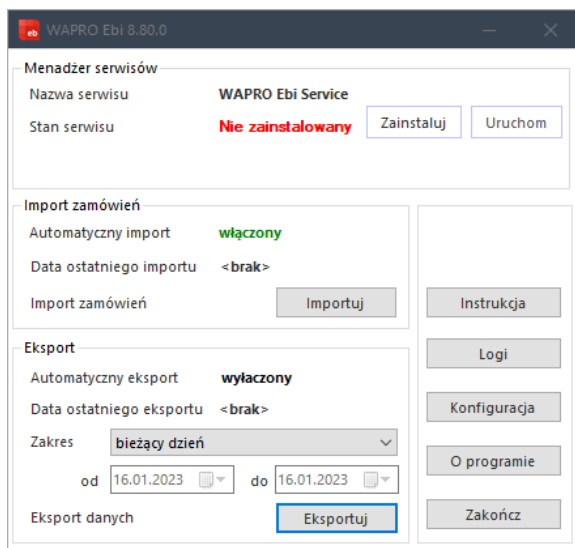 eb WAPRO Ebi 8.80.0
Menadżer serwisów
Nazwa serwisu WAPRO Ebi Service
Stan serwisu Nie zainstalowany Zainstaluj Uruchom
Import zamówień
Automatyczny import włączony
Data ostatniego importu <brak>
Import zamówień Importuj
Eksport
Automatyczny eksport wyłaczony
Data ostatniego eksportu <brak>
Zakres bieżący dzień
od 16.01.2023 do 16.01.2023
Eksport danych Eksportuj
Instrukcja
Logi
Konfiguracja
O programie
Zakończ